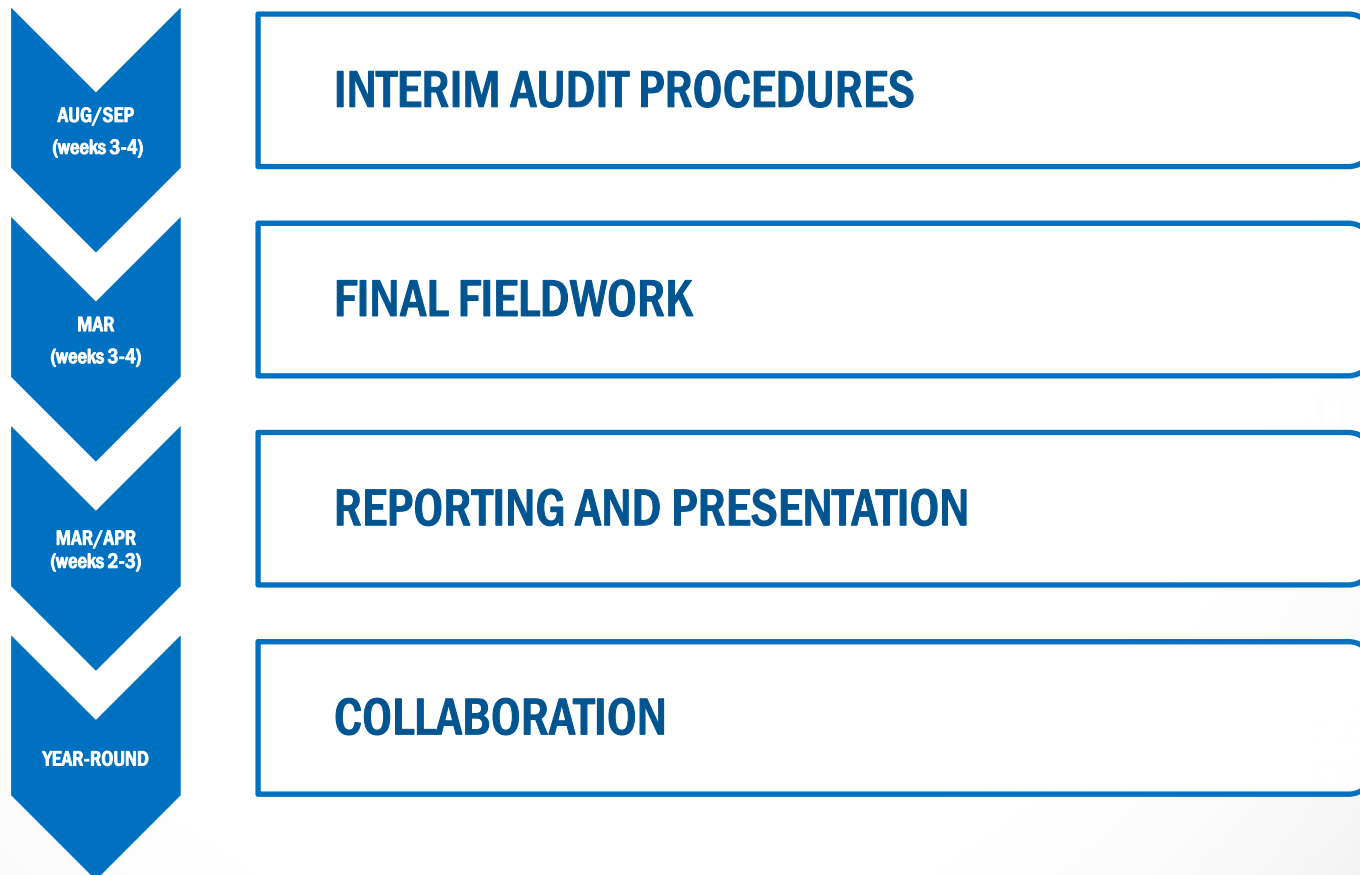 AUG/SEP
(weeks 3-4)
INTERIM AUDIT PROCEDURES
MAR
(weeks 3-4)
FINAL FIELDWORK
MAR/APR
(weeks 2-3)
REPORTING AND PRESENTATION
YEAR-ROUND
COLLABORATION